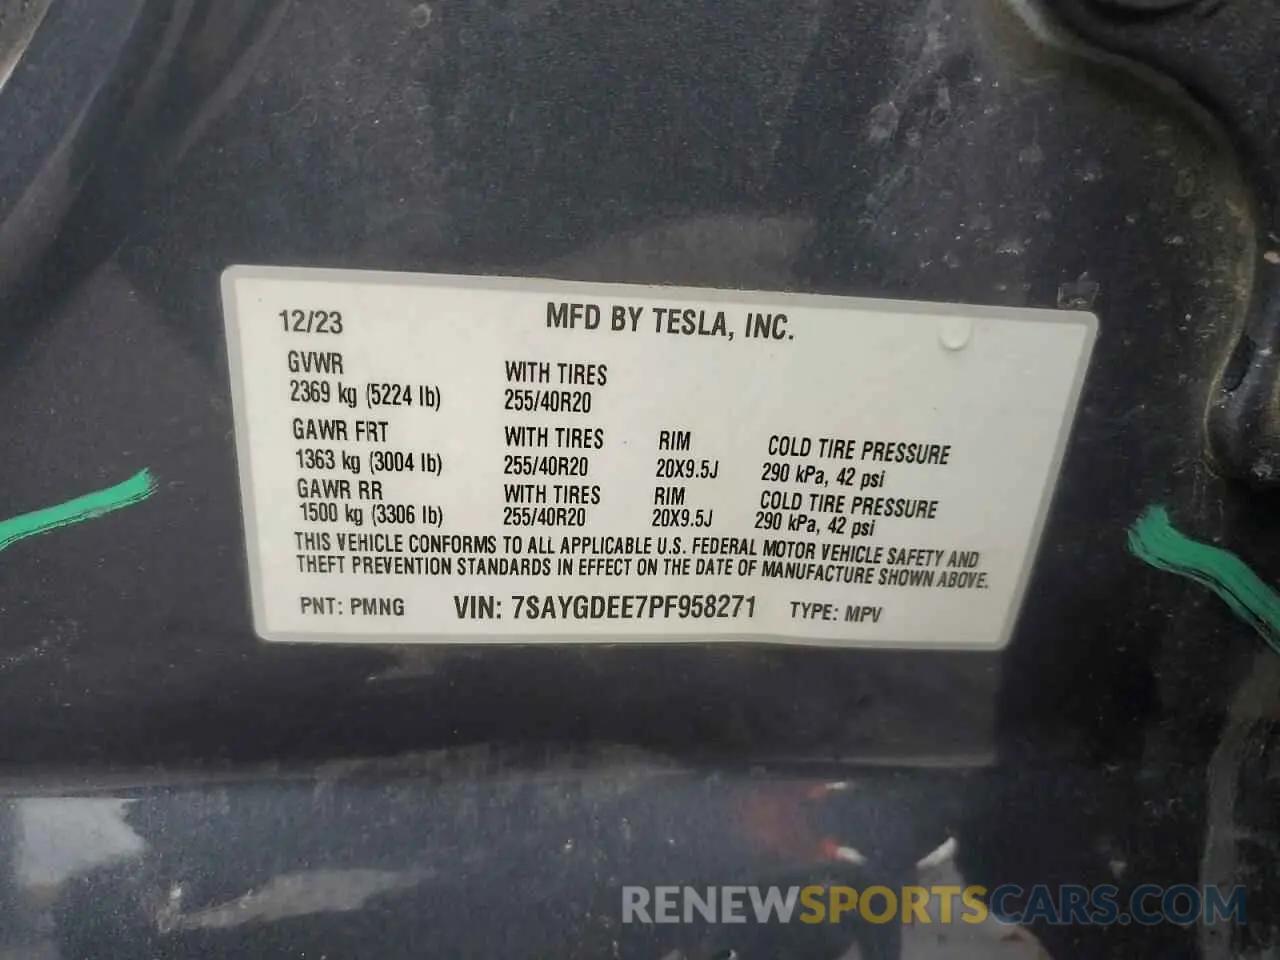 12/23 MFD BY TESLA, INC.
GVWR WITH TIRES
2369 kg (5224 lb) 255/40R20
GAWR FRT WITH TIRES RIM COLD TIRE PRESSURE
1363 kg (3004 lb) 255/40R20 20X9.5J 290 kPa, 42 psi
GAWR RR WITH TIRES RIM COLD TIRE PRESSURE
1500 kg (3306 lb) 255/40R20 20X9.5J 290 kPa, 42 psi
THIS VEHICLE CONFORMS TO ALL APPLICABLE U.S. FEDERAL MOTOR VEHICLE SAFETY AND
THEFT PREVENTION STANDARDS IN EFFECT ON THE DATE OF MANUFACTURE SHOWN ABOVE.
PNT: PMNG VIN: 7SAYGDEE7PF958271 TYPE: MPV
RENEWSPORTSCARS.COM